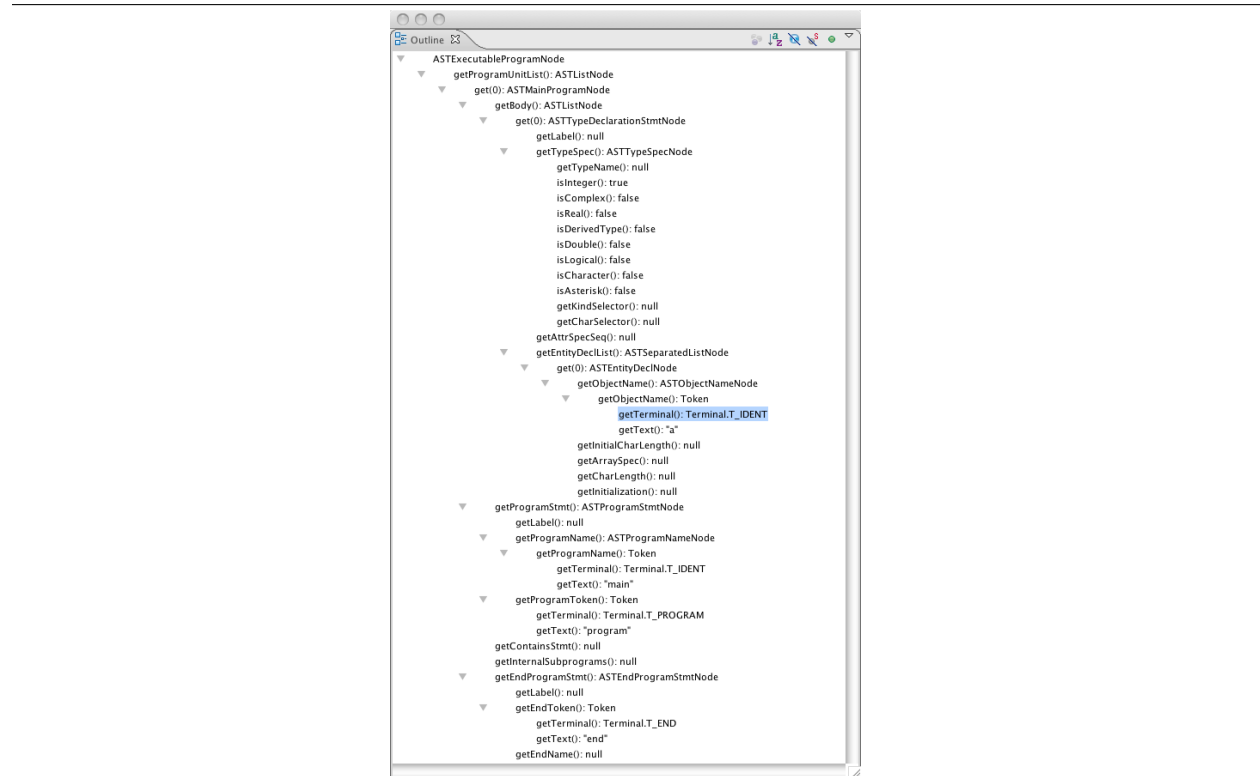 Outline
ASTExecutableProgramNode
getProgramUnitList(): ASTListNode
get(0): ASTMainProgramNode
getBody(): ASTListNode
get(0): ASTTypeDeclarationStmtNode
getLabel(): null
getTypeSpec(): ASTTypeSpecNode
getTypeName(): null
isInteger(): true
isComplex(): false
isReal(): false
isDerivedType(): false
isDouble(): false
isLogical(): false
isCharacter(): false
isAsterisk(): false
getKindSelector(): null
getCharSelector(): null
getAttrSpecSeq(): null
getEntityDeclList(): ASTSeparatedListNode
get(0): ASTEntityDeclNode
getObjectName(): ASTObjectNameNode
getObjectName(): Token
getTerminal(): Terminal.T_IDENT
getText(): "a"
getInitialCharLength(): null
getArraySpec(): null
getCharLength(): null
getInitialization(): null
getProgramStmt(): ASTProgramStmtNode
getLabel(): null
getProgramName(): ASTProgramNameNode
getProgramName(): Token
getTerminal(): Terminal.T_IDENT
getText(): "main"
getProgramToken(): Token
getTerminal(): Terminal.T_PROGRAM
getText(): "program"
getContainsStmt(): null
getInternalSubprograms(): null
getEndProgramStmt(): ASTEndProgramStmtNode
getLabel(): null
getEndToken(): Token
getTerminal(): Terminal.T_END
getText(): "end"
getEndName(): null